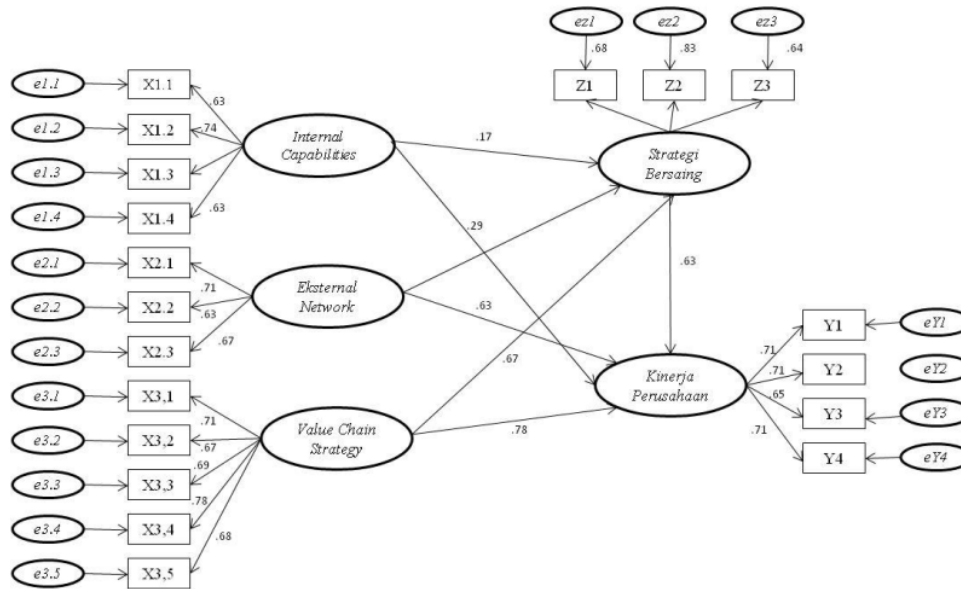 ez1
ez2
ez3
.68
.83
.64
Z1
Z2
Z3
e1.1
X1.1
e1.2
X1.2
e1.3
X1.3
e1.4
X1.4
.63
.74
.63
Internal
Capabilities
.17
.29
Strategi
Bersaing
e2.1
X2.1
e2.2
X2.2
e2.3
X2.3
.71
.63
.67
Eksternal
Network
.63
.67
.63
e3.1
X3,1
e3.2
X3,2
e3.3
X3,3
e3.4
X3,4
e3.5
X3,5
.71
.67
.69
.78
.68
Value Chain
Strategy
.78
Kinerja
Perusahaan
.71
.71
.65
.71
Y1
eY1
Y2
eY2
Y3
eY3
Y4
eY4